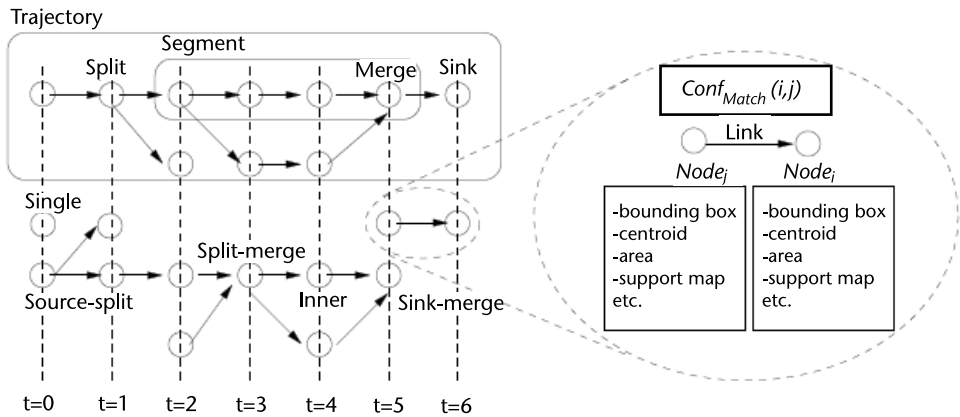 Trajectory
Segment
Split
Merge
Sink
Single
Split-merge
Source-split
Inner
Sink-merge
t=0 t=1 t=2 t=3 t=4 t=5 t=6
Conf_Match (i,j)
Link
Node_j Node_i
-bounding box
-centroid
-area
-support map
etc.
-bounding box
-centroid
-area
-support map
etc.